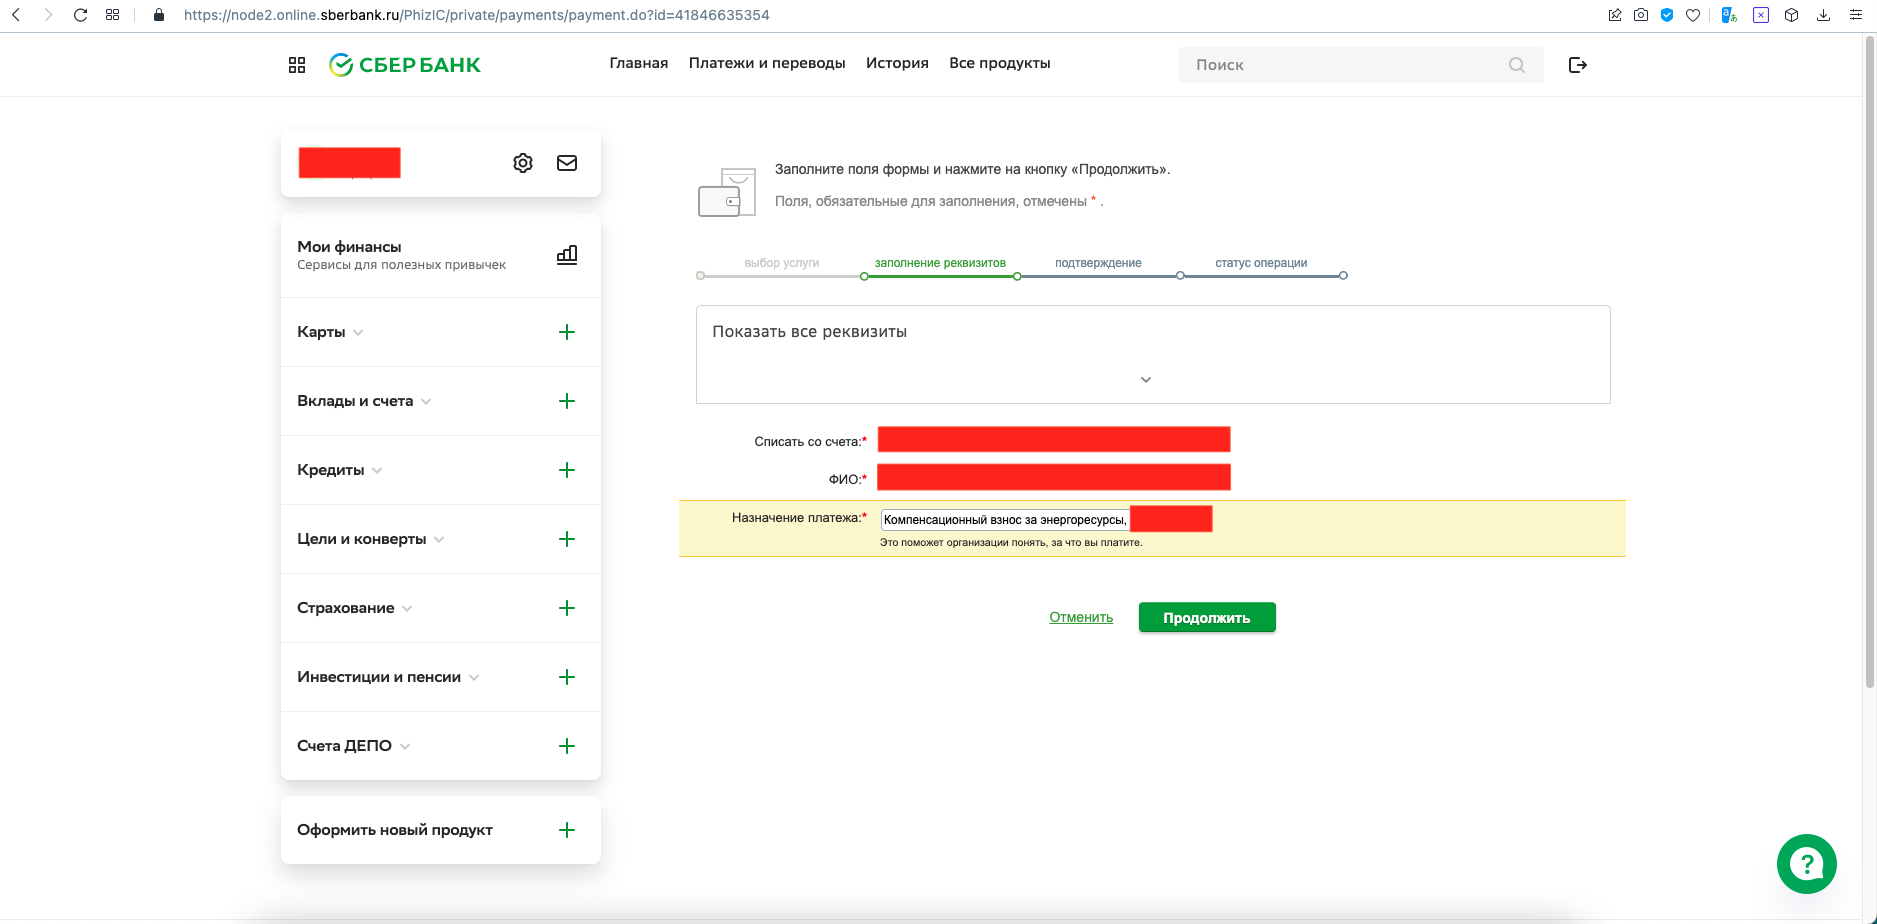 https://node2.online.sberbank.ru/PhizIC/private/payments/payment.do?id=41846635354
СБЕР БАНК
Главная Платежи и переводы История Все продукты
Поиск
Заполните поля формы и нажмите на кнопку «Продолжить».
Поля, обязательные для заполнения, отмечены * .
Мои финансы
Сервисы для полезных привычек
выбор услуги заполнение реквизитов подтверждение статус операции
Карты
Показать все реквизиты
Вклады и счета
Списать со счета:*
Кредиты
ФИО:*
Назначение платежа:* Компенсационный взнос за энергоресурсы,
Это поможет организации понять, за что вы платите.
Цели и конверты
Страхование
Отменить Продолжить
Инвестиции и пенсии
Счета ДЕПО
Оформить новый продукт